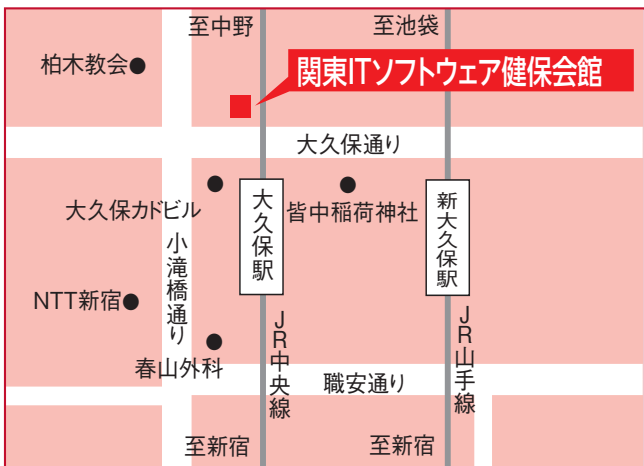 至中野
至池袋
柏木教会
関東ITソフトウェア健保会館
大久保通り
大久保カドビル
大久保駅
皆中稲荷神社
新大久保駅
小滝橋通り
NTT新宿
春山外科
JR中央線
職安通り
JR山手線
至新宿
至新宿